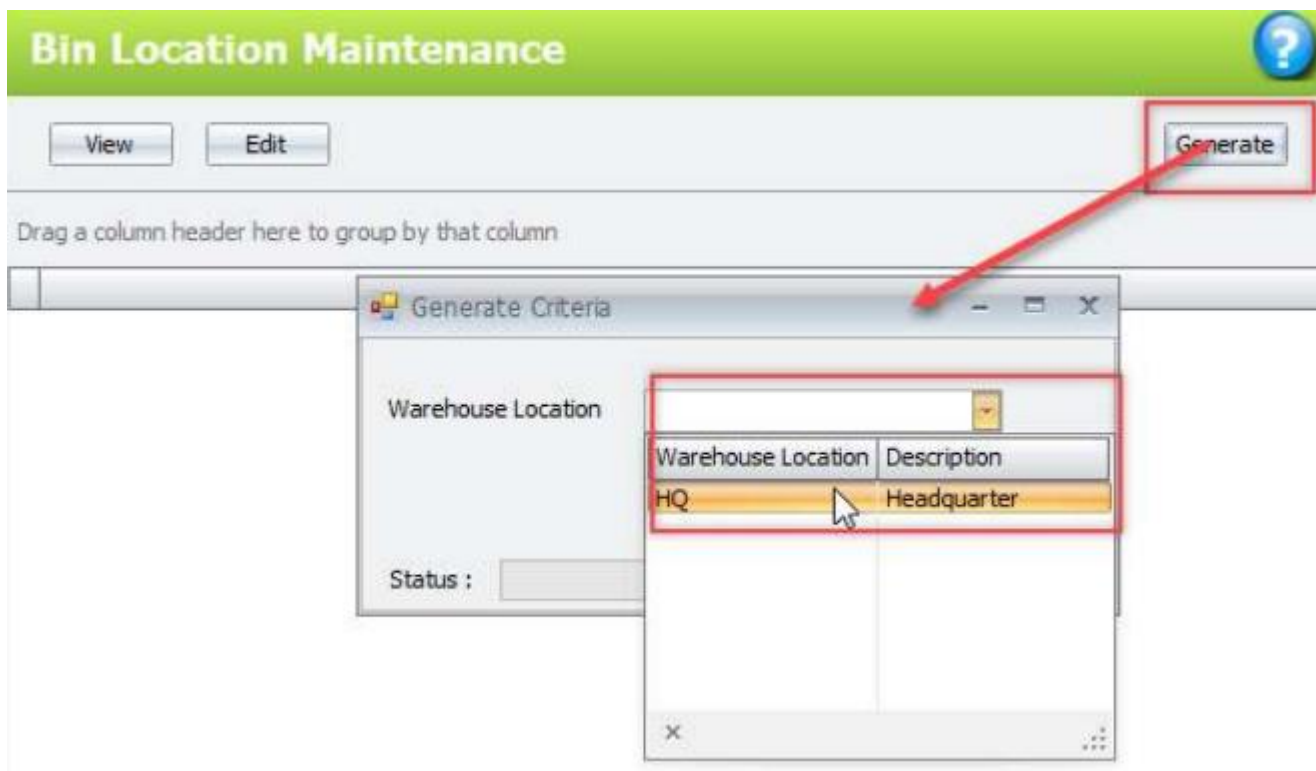 Bin Location Maintenance
?
View Edit Generate
Drag a column header here to group by that column
Generate Criteria
Warehouse Location
Warehouse Location Description
HQ Headquarter
Status :